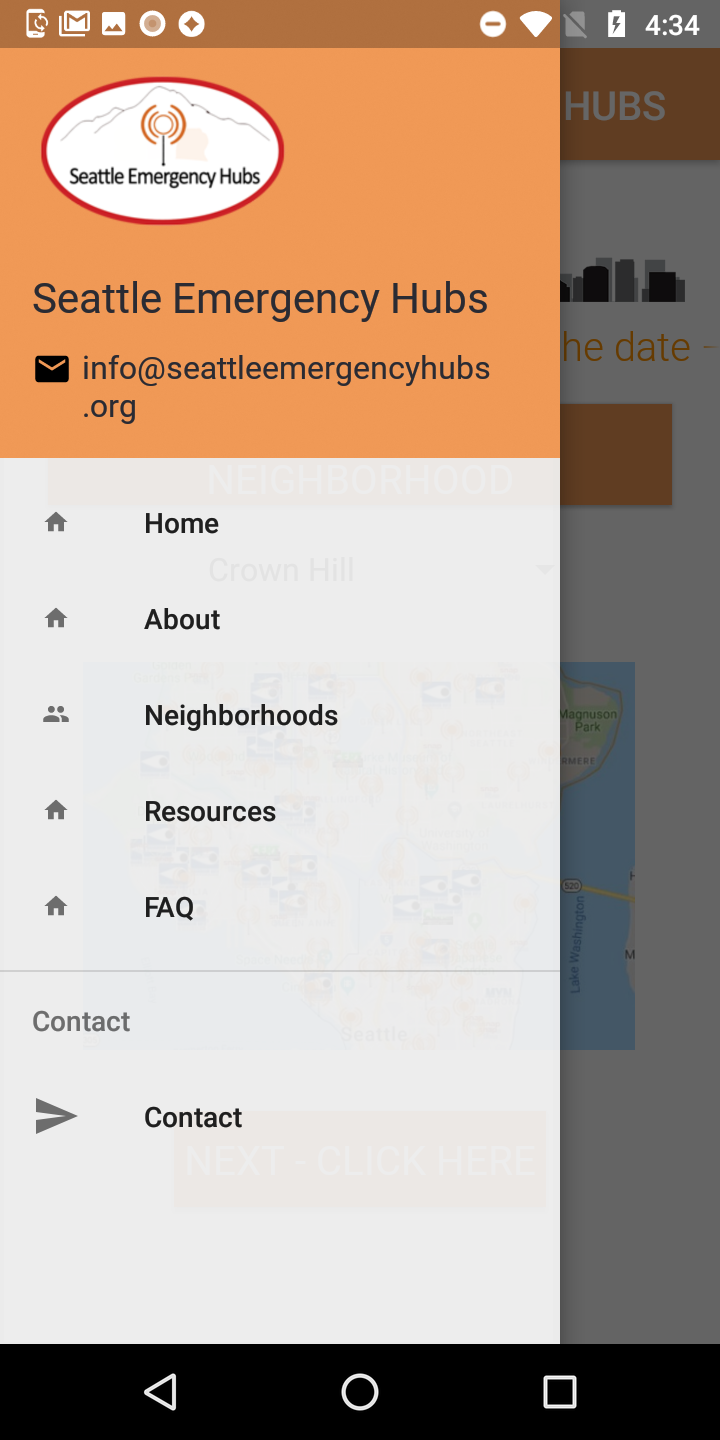 4:34
HUBS
Seattle Emergency Hubs
Seattle Emergency Hubs
he date -
info@seattleemergencyhubs
.org
NEIGHBORHOOD
Home
Crown Hill
About
Neighborhoods
Magnuson
Park
ERMERE
Resources
520
FAQ
Lake Washington
M
Contact
Seattle
Contact
NEXT - CLICK HERE